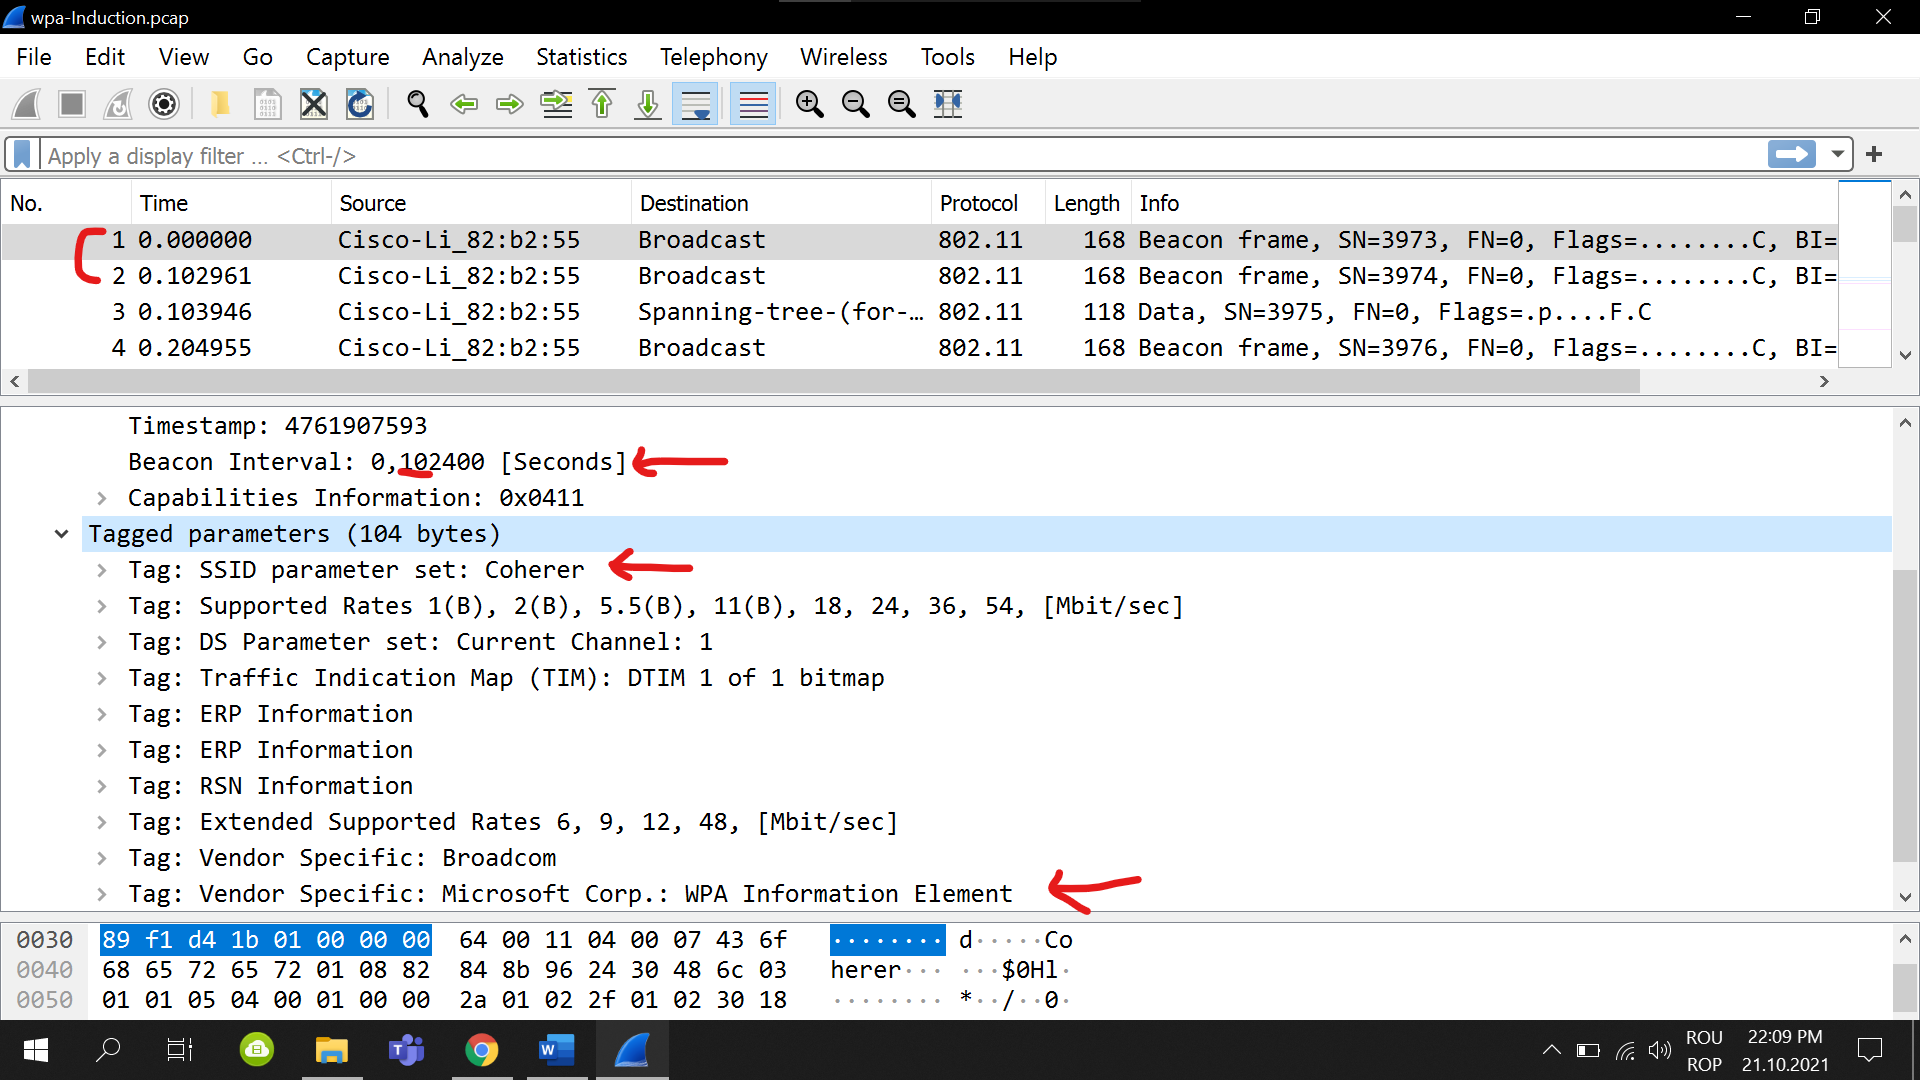 wpa-Induction.pcap
File Edit View Go Capture Analyze Statistics Telephony Wireless Tools Help
Apply a display filter ... <Ctrl-/>
No. Time Source Destination Protocol Length Info
1 0.000000 Cisco-Li_82:b2:55 Broadcast 802.11 168 Beacon frame, SN=3973, FN=0, Flags=........C, BI=
2 0.102961 Cisco-Li_82:b2:55 Broadcast 802.11 168 Beacon frame, SN=3974, FN=0, Flags=........C, BI=
3 0.103946 Cisco-Li_82:b2:55 Spanning-tree-(for-… 802.11 118 Data, SN=3975, FN=0, Flags=.p....F.C
4 0.204955 Cisco-Li_82:b2:55 Broadcast 802.11 168 Beacon frame, SN=3976, FN=0, Flags=........C, BI=
Timestamp: 4761907593
Beacon Interval: 0,102400 [Seconds]
Capabilities Information: 0x0411
Tagged parameters (104 bytes)
Tag: SSID parameter set: Coherer
Tag: Supported Rates 1(B), 2(B), 5.5(B), 11(B), 18, 24, 36, 54, [Mbit/sec]
Tag: DS Parameter set: Current Channel: 1
Tag: Traffic Indication Map (TIM): DTIM 1 of 1 bitmap
Tag: ERP Information
Tag: ERP Information
Tag: RSN Information
Tag: Extended Supported Rates 6, 9, 12, 48, [Mbit/sec]
Tag: Vendor Specific: Broadcom
Tag: Vendor Specific: Microsoft Corp.: WPA Information Element
0030 89 f1 d4 1b 01 00 00 00 64 00 11 04 00 07 43 6f ········ d·····Co
0040 68 65 72 65 72 01 08 82 84 8b 96 24 30 48 6c 03 herer··· ···$0Hl·
0050 01 01 05 04 00 01 00 00 2a 01 02 2f 01 02 30 18 ········ *··/··0·
ROU 22:09 PM
ROP 21.10.2021